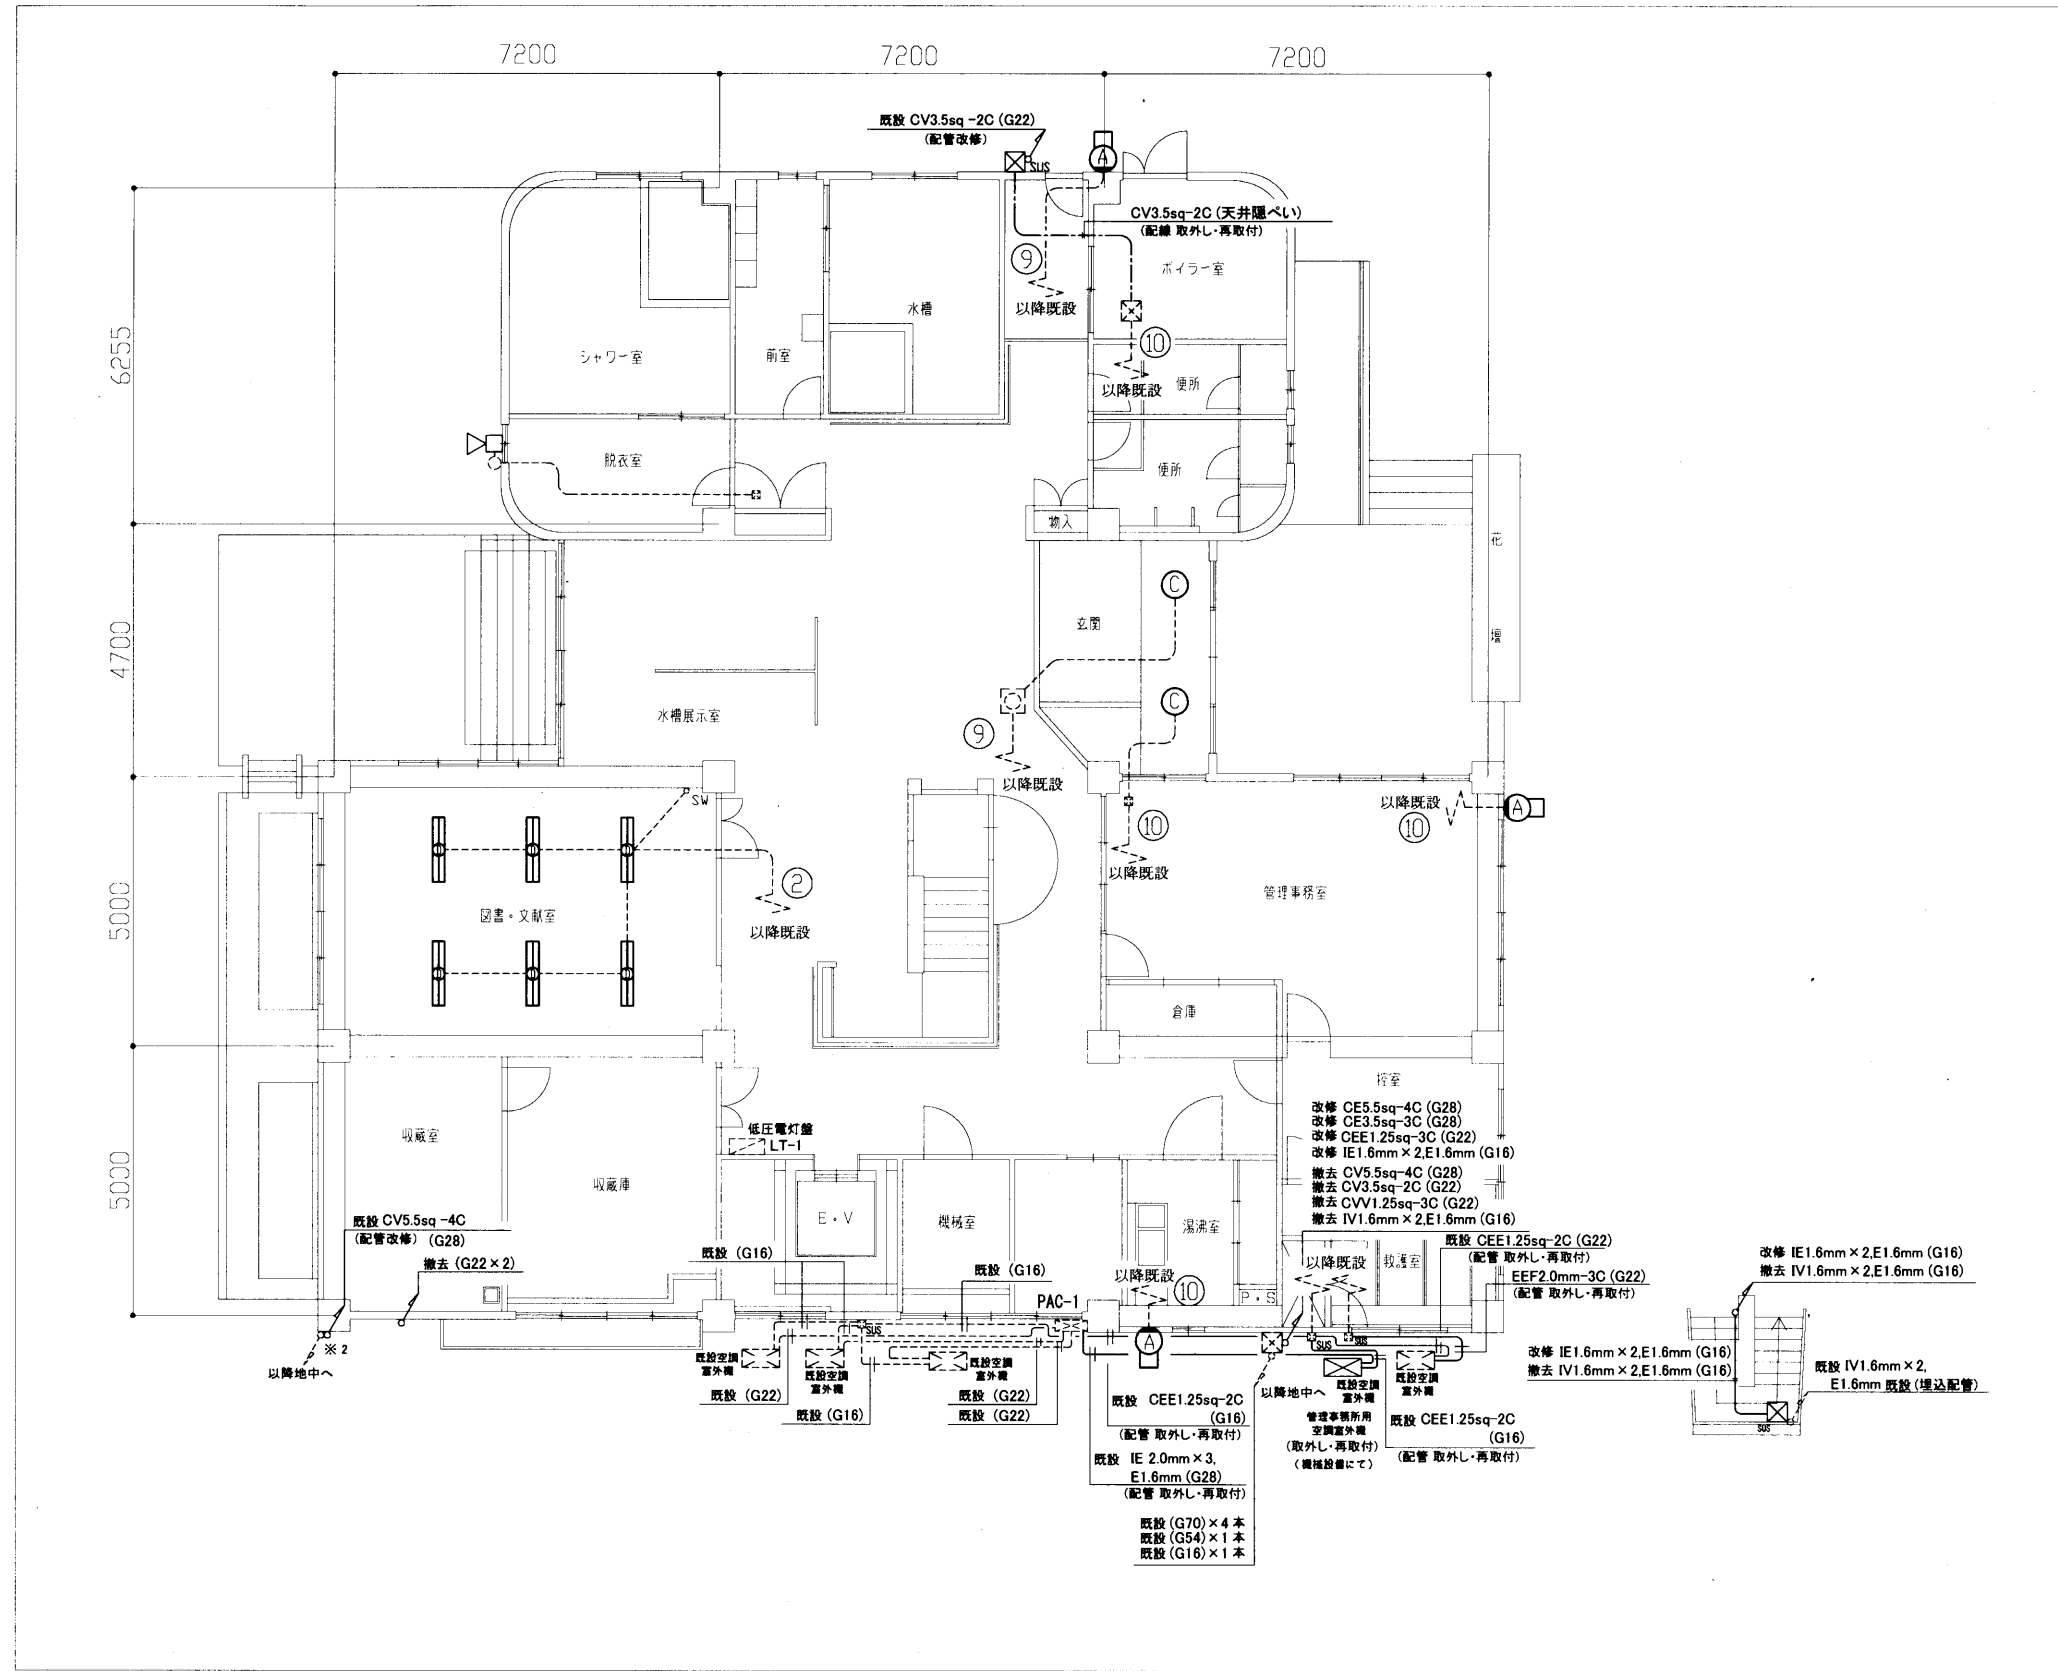 7200
7200
7200
既設 CV3.5sq -2C (G22)
(配管改修)
SUS
A
CV3.5sq-2C (天井隠ぺい)
(配線 取外し・再取付)
9
以降既設
ボイラー室
水槽
10
以降既設
シャワー室
前室
便所
6255
脱衣室
便所
物入
花
壇
C
玄関
4700
C
水槽展示室
9
以降既設
SW
10
以降既設
以降既設
10
A
2
以降既設
図書・文献室
管理事務室
5000
倉庫
控室
改修 CE5.5sq-4C (G28)
改修 CE3.5sq-3C (G28)
改修 CEE1.25sq-3C (G22)
改修 IE1.6mm×2,E1.6mm (G16)
撤去 CV5.5sq-4C (G28)
撤去 CV3.5sq-2C (G22)
撤去 CVV1.25sq-3C (G22)
撤去 IV1.6mm×2,E1.6mm (G16)
収蔵室
低圧電灯盤
LT-1
5000
収蔵庫
E・V
機械室
湯沸室
救護室
P・S
既設 CV5.5sq -4C
(配管改修) (G28)
撤去 (G22×2)
既設 (G16)
既設 (G16)
以降既設
10
以降既設
既設 CEE1.25sq-2C (G22)
(配管 取外し・再取付)
EEF2.0mm-3C (G22)
(配管 取外し・再取付)
改修 IE1.6mm×2,E1.6mm (G16)
撤去 IV1.6mm×2,E1.6mm (G16)
PAC-1
※2
以降地中へ
SUS
A
SUS
SUS
既設空調
室外機
既設空調
室外機
既設空調
室外機
既設 (G22)
既設 (G16)
既設 (G22)
既設 (G22)
既設 CEE1.25sq-2C
(G16)
(配管 取外し・再取付)
既設 IE 2.0mm×3,
E1.6mm (G28)
(配管 取外し・再取付)
既設 (G70)×4本
既設 (G54)×1本
既設 (G16)×1本
以降地中へ
既設空調
室外機
既設空調
室外機
管理事務所用
空調室外機
(取外し・再取付)
(機械設備にて)
既設 CEE1.25sq-2C
(G16)
(配管 取外し・再取付)
改修 IE1.6mm×2,E1.6mm (G16)
撤去 IV1.6mm×2,E1.6mm (G16)
既設 IV1.6mm×2,
E1.6mm 既設 (埋込配管)
SUS